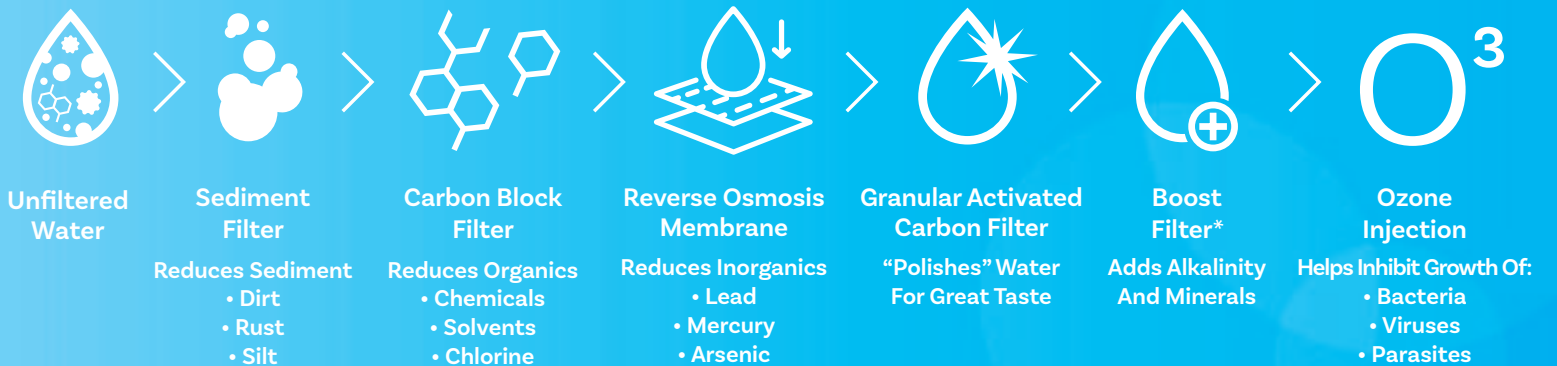 Unfiltered
Water
Sediment
Filter
Reduces Sediment
• Dirt
• Rust
• Silt
Carbon Block
Filter
Reduces Organics
• Chemicals
• Solvents
• Chlorine
Reverse Osmosis
Membrane
Reduces Inorganics
• Lead
• Mercury
• Arsenic
Granular Activated
Carbon Filter
“Polishes” Water
For Great Taste
Boost
Filter*
Adds Alkalinity
And Minerals
O³
Ozone
Injection
Helps Inhibit Growth Of:
• Bacteria
• Viruses
• Parasites